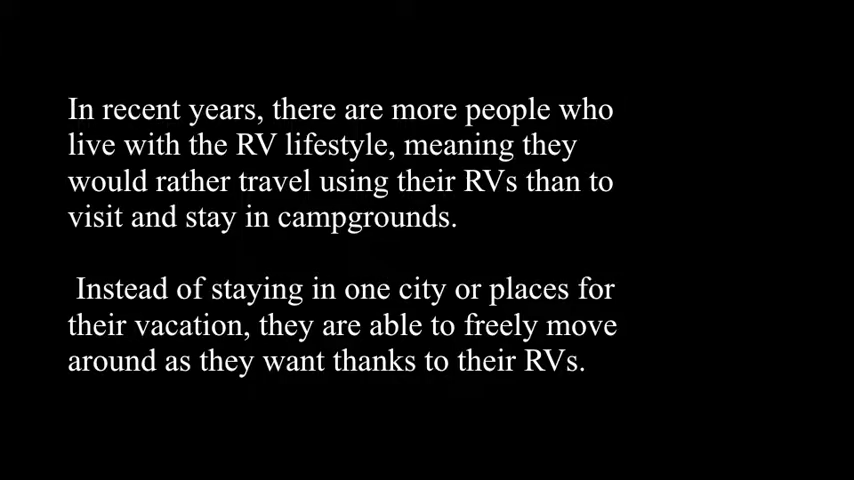 In recent years, there are more people who
live with the RV lifestyle, meaning they
would rather travel using their RVs than to
visit and stay in campgrounds.
Instead of staying in one city or places for
their vacation, they are able to freely move
around as they want thanks to their RVs.